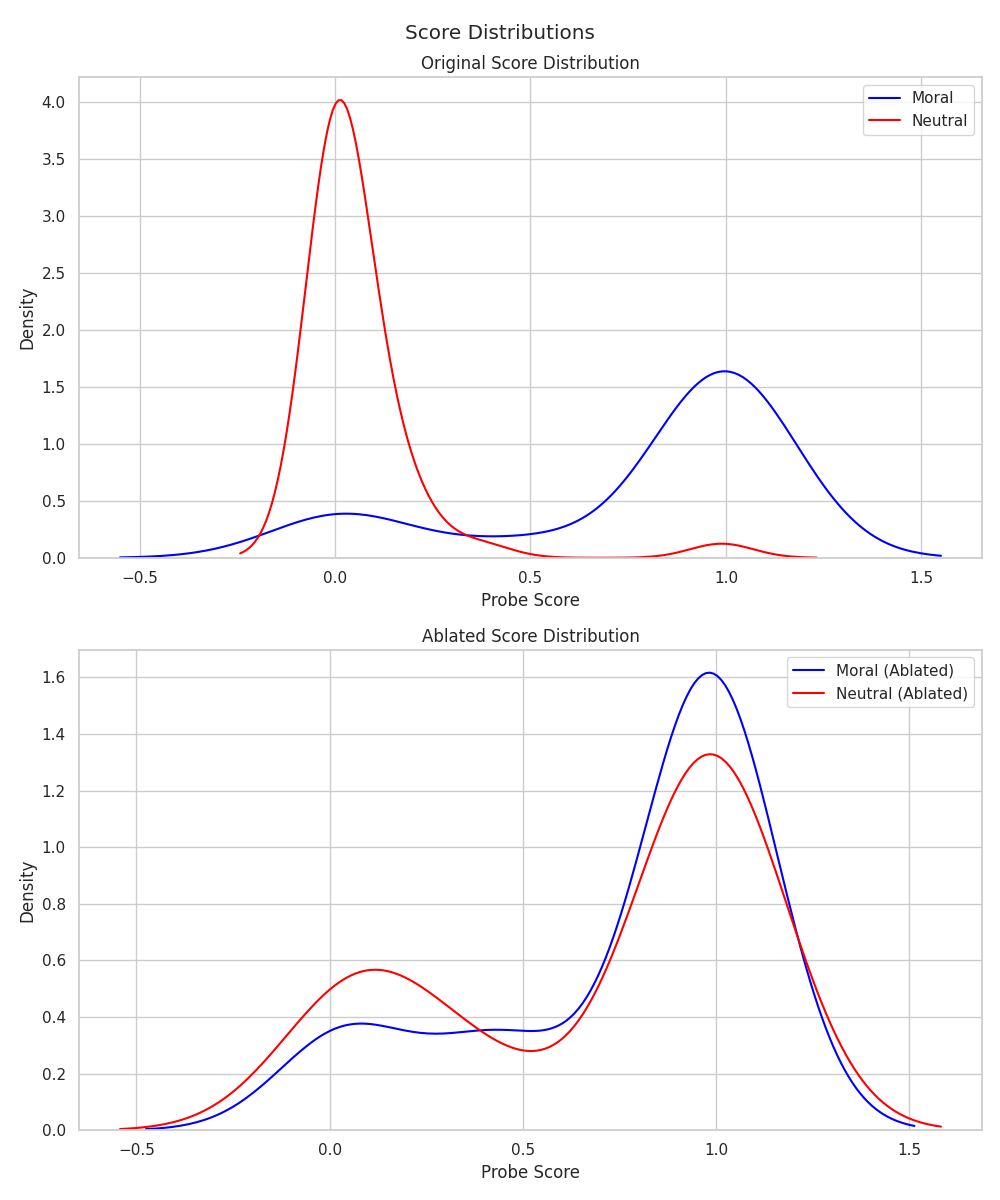 Score Distributions
Original Score Distribution
Moral
Neutral
4.0
3.5
3.0
2.5
2.0
1.5
1.0
0.5
0.0
Density
−0.5
0.0
0.5
1.0
1.5
Probe Score
Ablated Score Distribution
Moral (Ablated)
Neutral (Ablated)
1.6
1.4
1.2
1.0
0.8
0.6
0.4
0.2
0.0
Density
−0.5
0.0
0.5
1.0
1.5
Probe Score